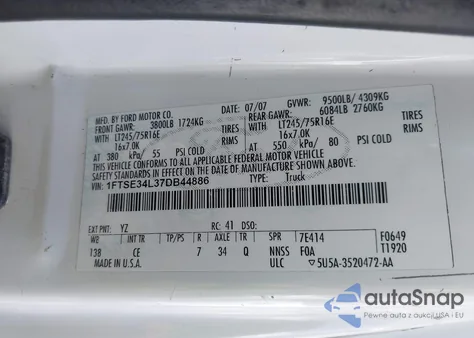 MFD. BY FORD MOTOR CO.
DATE: 07/07 GVWR: 9500LB/ 4309KG
FRONT GAWR: 3800LB 1724KG
REAR GAWR: 6084LB 2760KG
WITH LT245/75R16E TIRES
16x7.0K RIMS
AT 380 kPa/ 55 PSI COLD
WITH LT245/75R16E TIRES
16x7.0K RIMS
AT 550 kPa/ 80 PSI COLD
THIS VEHICLE CONFORMS TO ALL APPLICABLE FEDERAL MOTOR VEHICLE
SAFETY STANDARDS IN EFFECT ON THE DATE OF MANUFACTURE SHOWN ABOVE.
VIN: 1FTSE34L37DB44886
TYPE: Truck
EXT PNT: YZ RC: 41 DSO:
WB INT TR TP/PS R AXLE TR SPR 7E414 F0649
138 CE 7 34 Q NNSS F0A T1920
MADE IN U.S.A. ULC 5U5A-3520472-AA
autaSnap
Auction Purchases in USA i EU